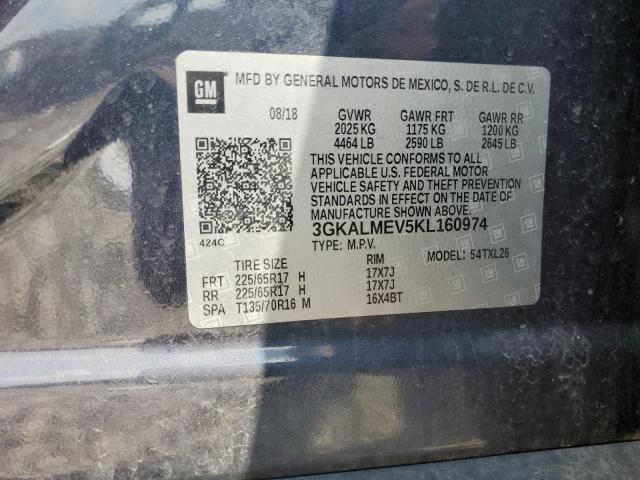 GM
MFD BY GENERAL MOTORS DE MEXICO, S. DE R.L. DE C.V.
08/18 GVWR GAWR FRT GAWR RR
2025 KG 1175 KG 1200 KG
4464 LB 2590 LB 2645 LB
THIS VEHICLE CONFORMS TO ALL
APPLICABLE U.S. FEDERAL MOTOR
VEHICLE SAFETY AND THEFT PREVENTION
STANDARDS IN EFFECT ON THE DATE OF
MANUFACTURE SHOWN ABOVE.
3GKALMEV5KL160974
424C TYPE: M.P.V. MODEL: 54TXL26
TIRE SIZE RIM
FRT 225/65R17 H 17X7J
RR 225/65R17 H 17X7J
SPA T135/70R16 M 16X4BT